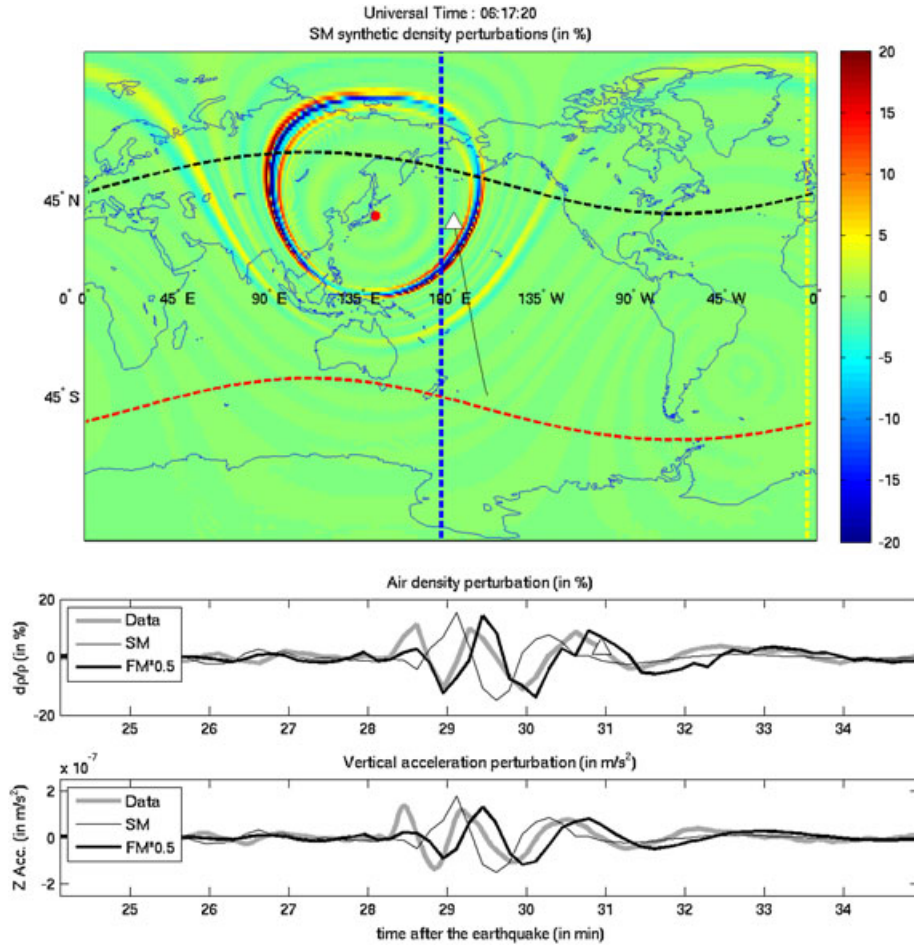 Universal Time : 06:17:20
SM synthetic density perturbations (in %)
20
15
10
5
0
-5
-10
-15
-20
45° N
0° 0° 45° E 90° E 135° E 180° E 135° W 90° W 45° W 0°
45° S
Air density perturbation (in %)
20
0
-20
dρ/ρ (in %)
Data
SM
FM*0.5
25 26 27 28 29 30 31 32 33 34
Vertical acceleration perturbation (in m/s²)
x 10⁻⁷
2
0
-2
Z Acc. (in m/s²)
Data
SM
FM*0.5
25 26 27 28 29 30 31 32 33 34
time after the earthquake (in min)